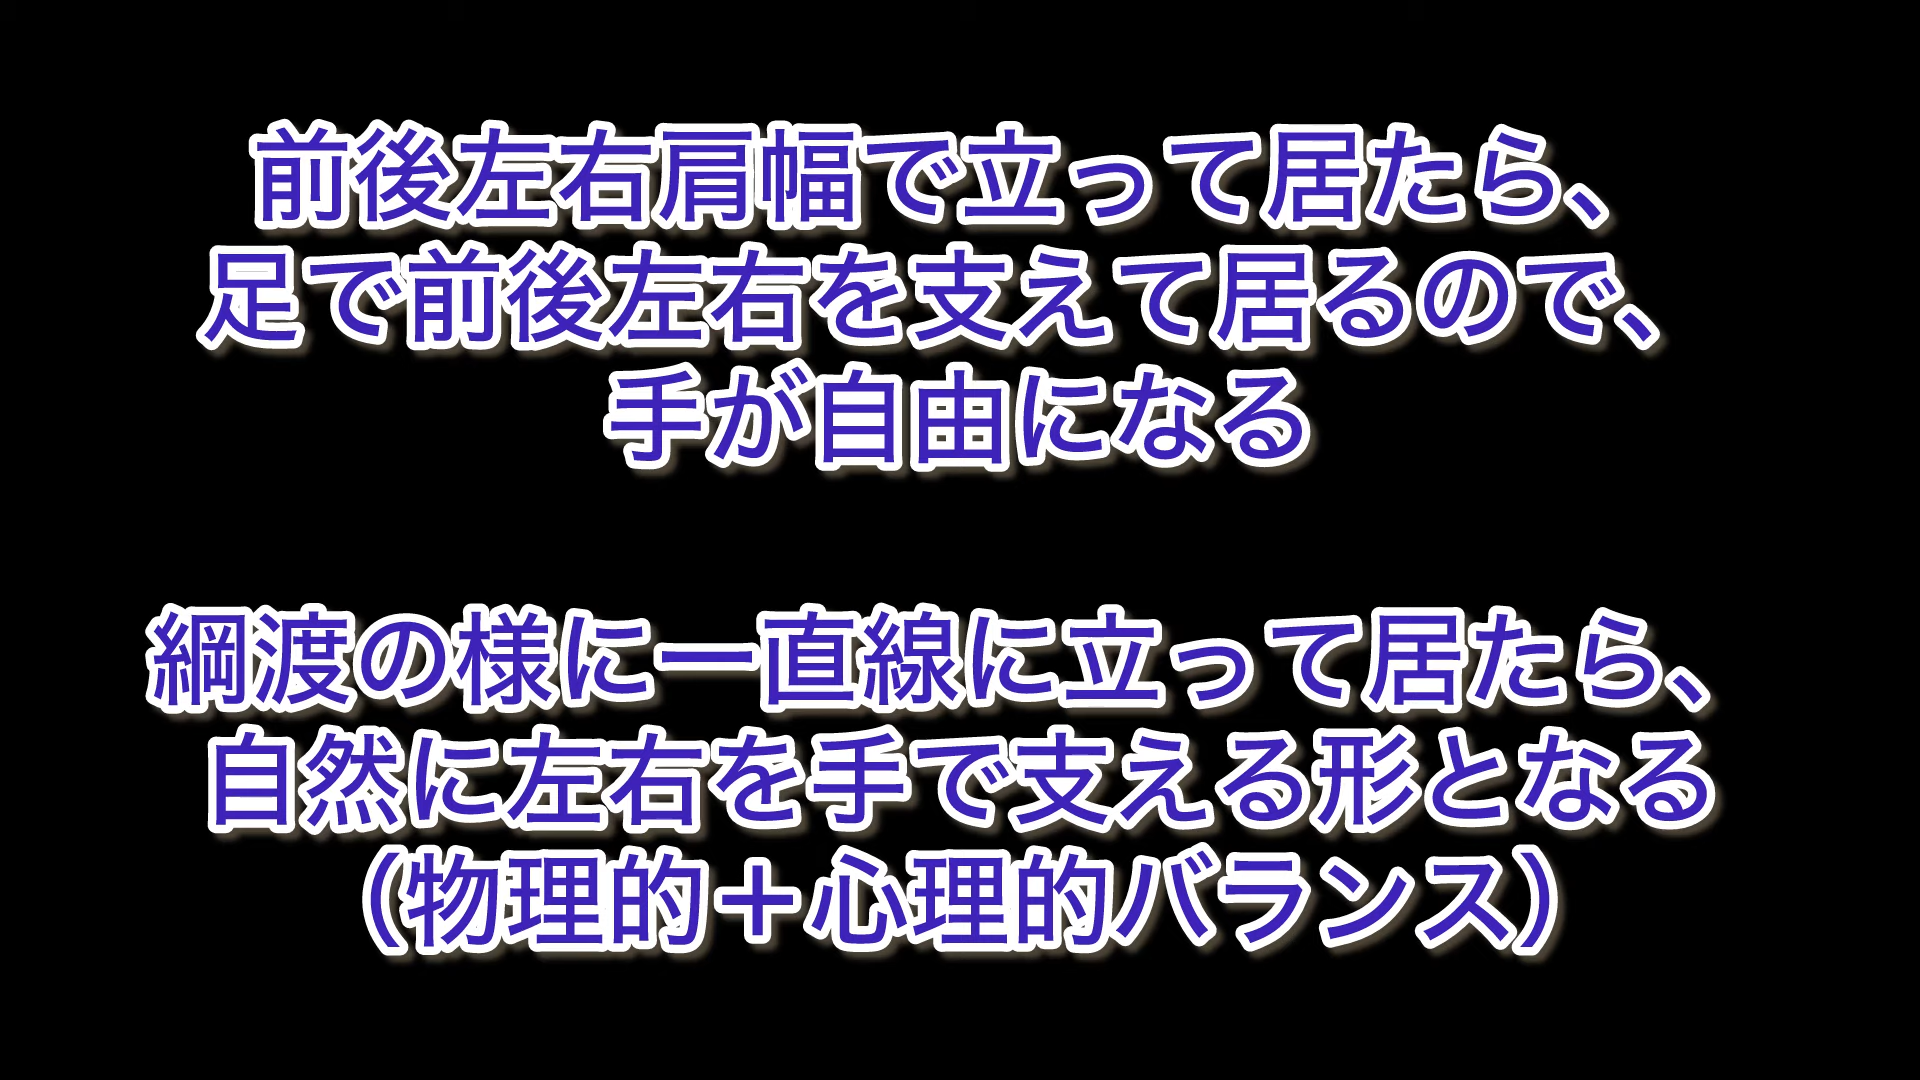 前後左右肩幅で立って居たら、
足で前後左右を支えて居るので、
手が自由になる
綱渡の様に一直線に立って居たら、
自然に左右を手で支える形となる
（物理的＋心理的バランス）